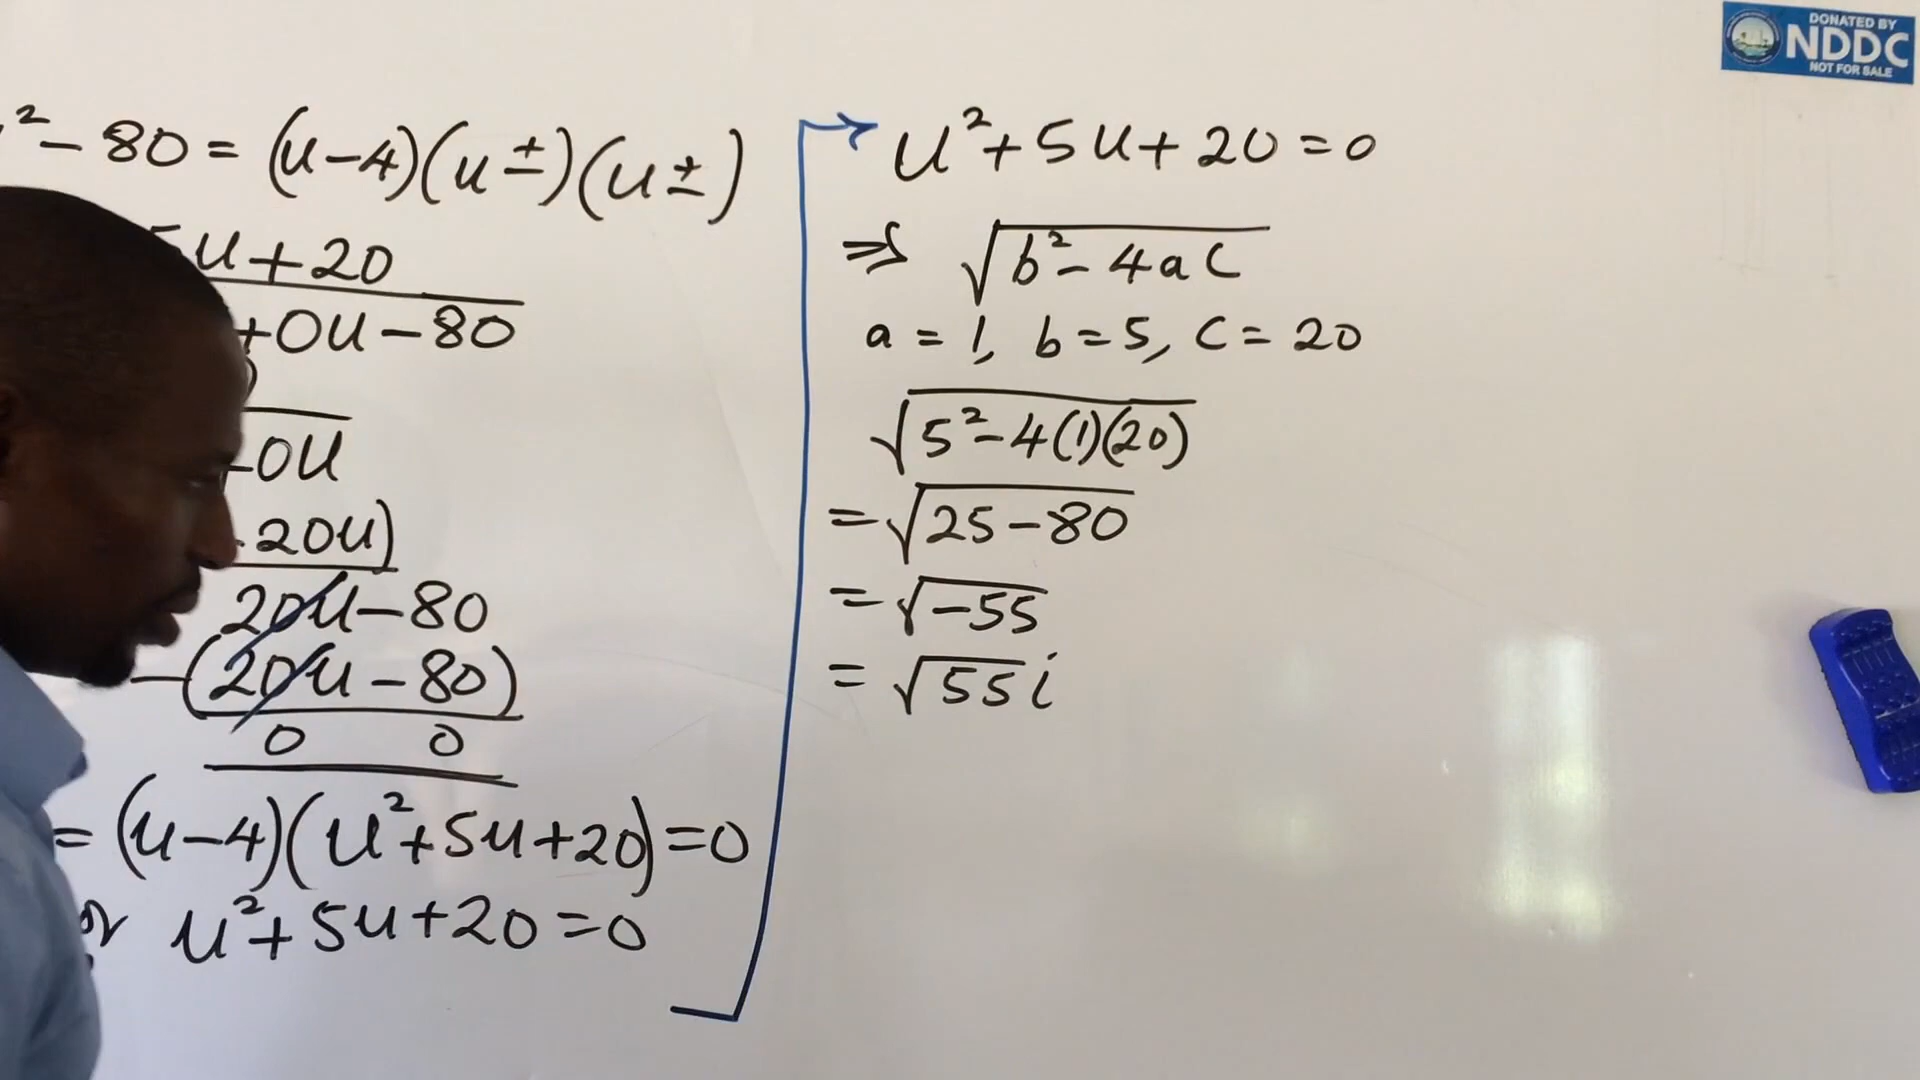 ² - 80 = (u-4)(u±)(u±)
5u + 20
+0u - 80
)
-0u
20u)
20u - 80
-(20u - 80)
0 0
= (u-4)(u²+5u+20)=0
or u²+5u+20=0
u²+5u+20=0
⇒ √b²-4ac
a = 1, b = 5, c = 20
√5²-4(1)(20)
= √25-80
= √-55
= √55 i
DONATED BY
NDDC
NOT FOR SALE